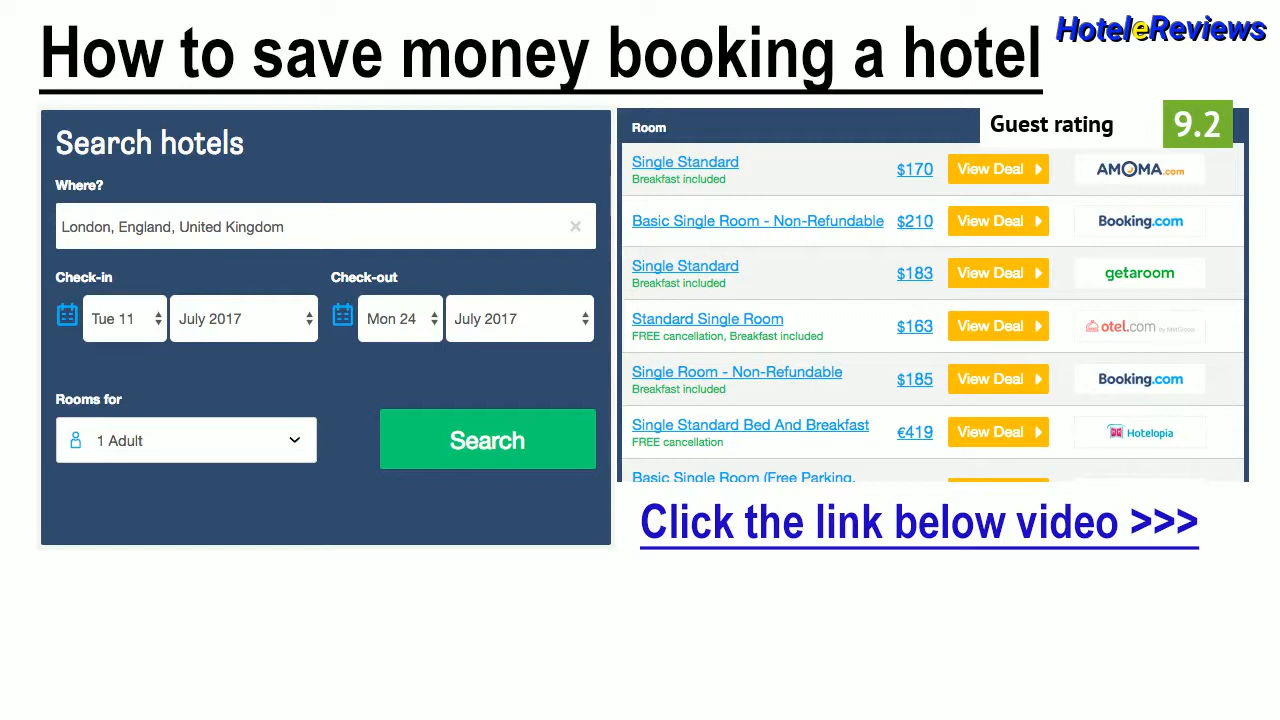 How to save money booking a hotel
HoteleReviews
Search hotels
Where?
London, England, United Kingdom
Check-in
Check-out
Tue 11
July 2017
Mon 24
July 2017
Rooms for
1 Adult
Search
Room
Guest rating
9.2
Single Standard
Breakfast included
$170
View Deal
AMOMA.com
Basic Single Room - Non-Refundable
$210
View Deal
Booking.com
Single Standard
Breakfast included
$183
View Deal
getaroom
Standard Single Room
FREE cancellation, Breakfast included
$163
View Deal
otel.com
Single Room - Non-Refundable
Breakfast included
$185
View Deal
Booking.com
Single Standard Bed And Breakfast
FREE cancellation
€419
View Deal
Hotelopia
Basic Single Room (Free Parking,
Click the link below video >>>